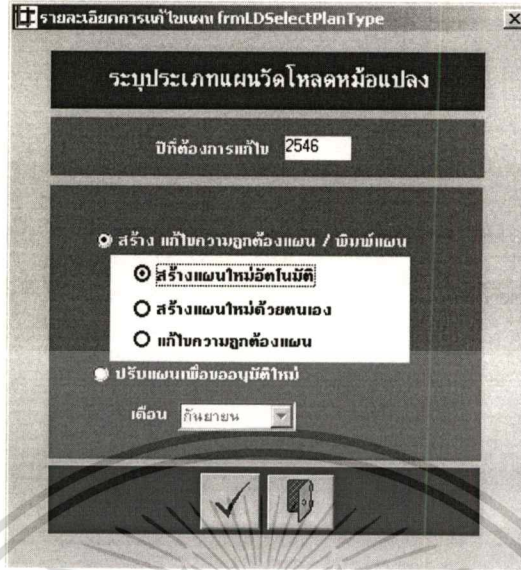 รายละเอียดการแก้ไขแผน frmLDSelectPlanType
ระบุประเภทแผนวัดโหลดหม้อแปลง
ปีที่ต้องการแก้ไข 2546
สร้าง แก้ไขความถูกต้องแผน / พิมพ์แผน
สร้างแผนใหม่อัตโนมัติ
สร้างแผนใหม่ด้วยตนเอง
แก้ไขความถูกต้องแผน
ปรับแผนเพื่อขออนุมัติใหม่
เดือน กันยายน